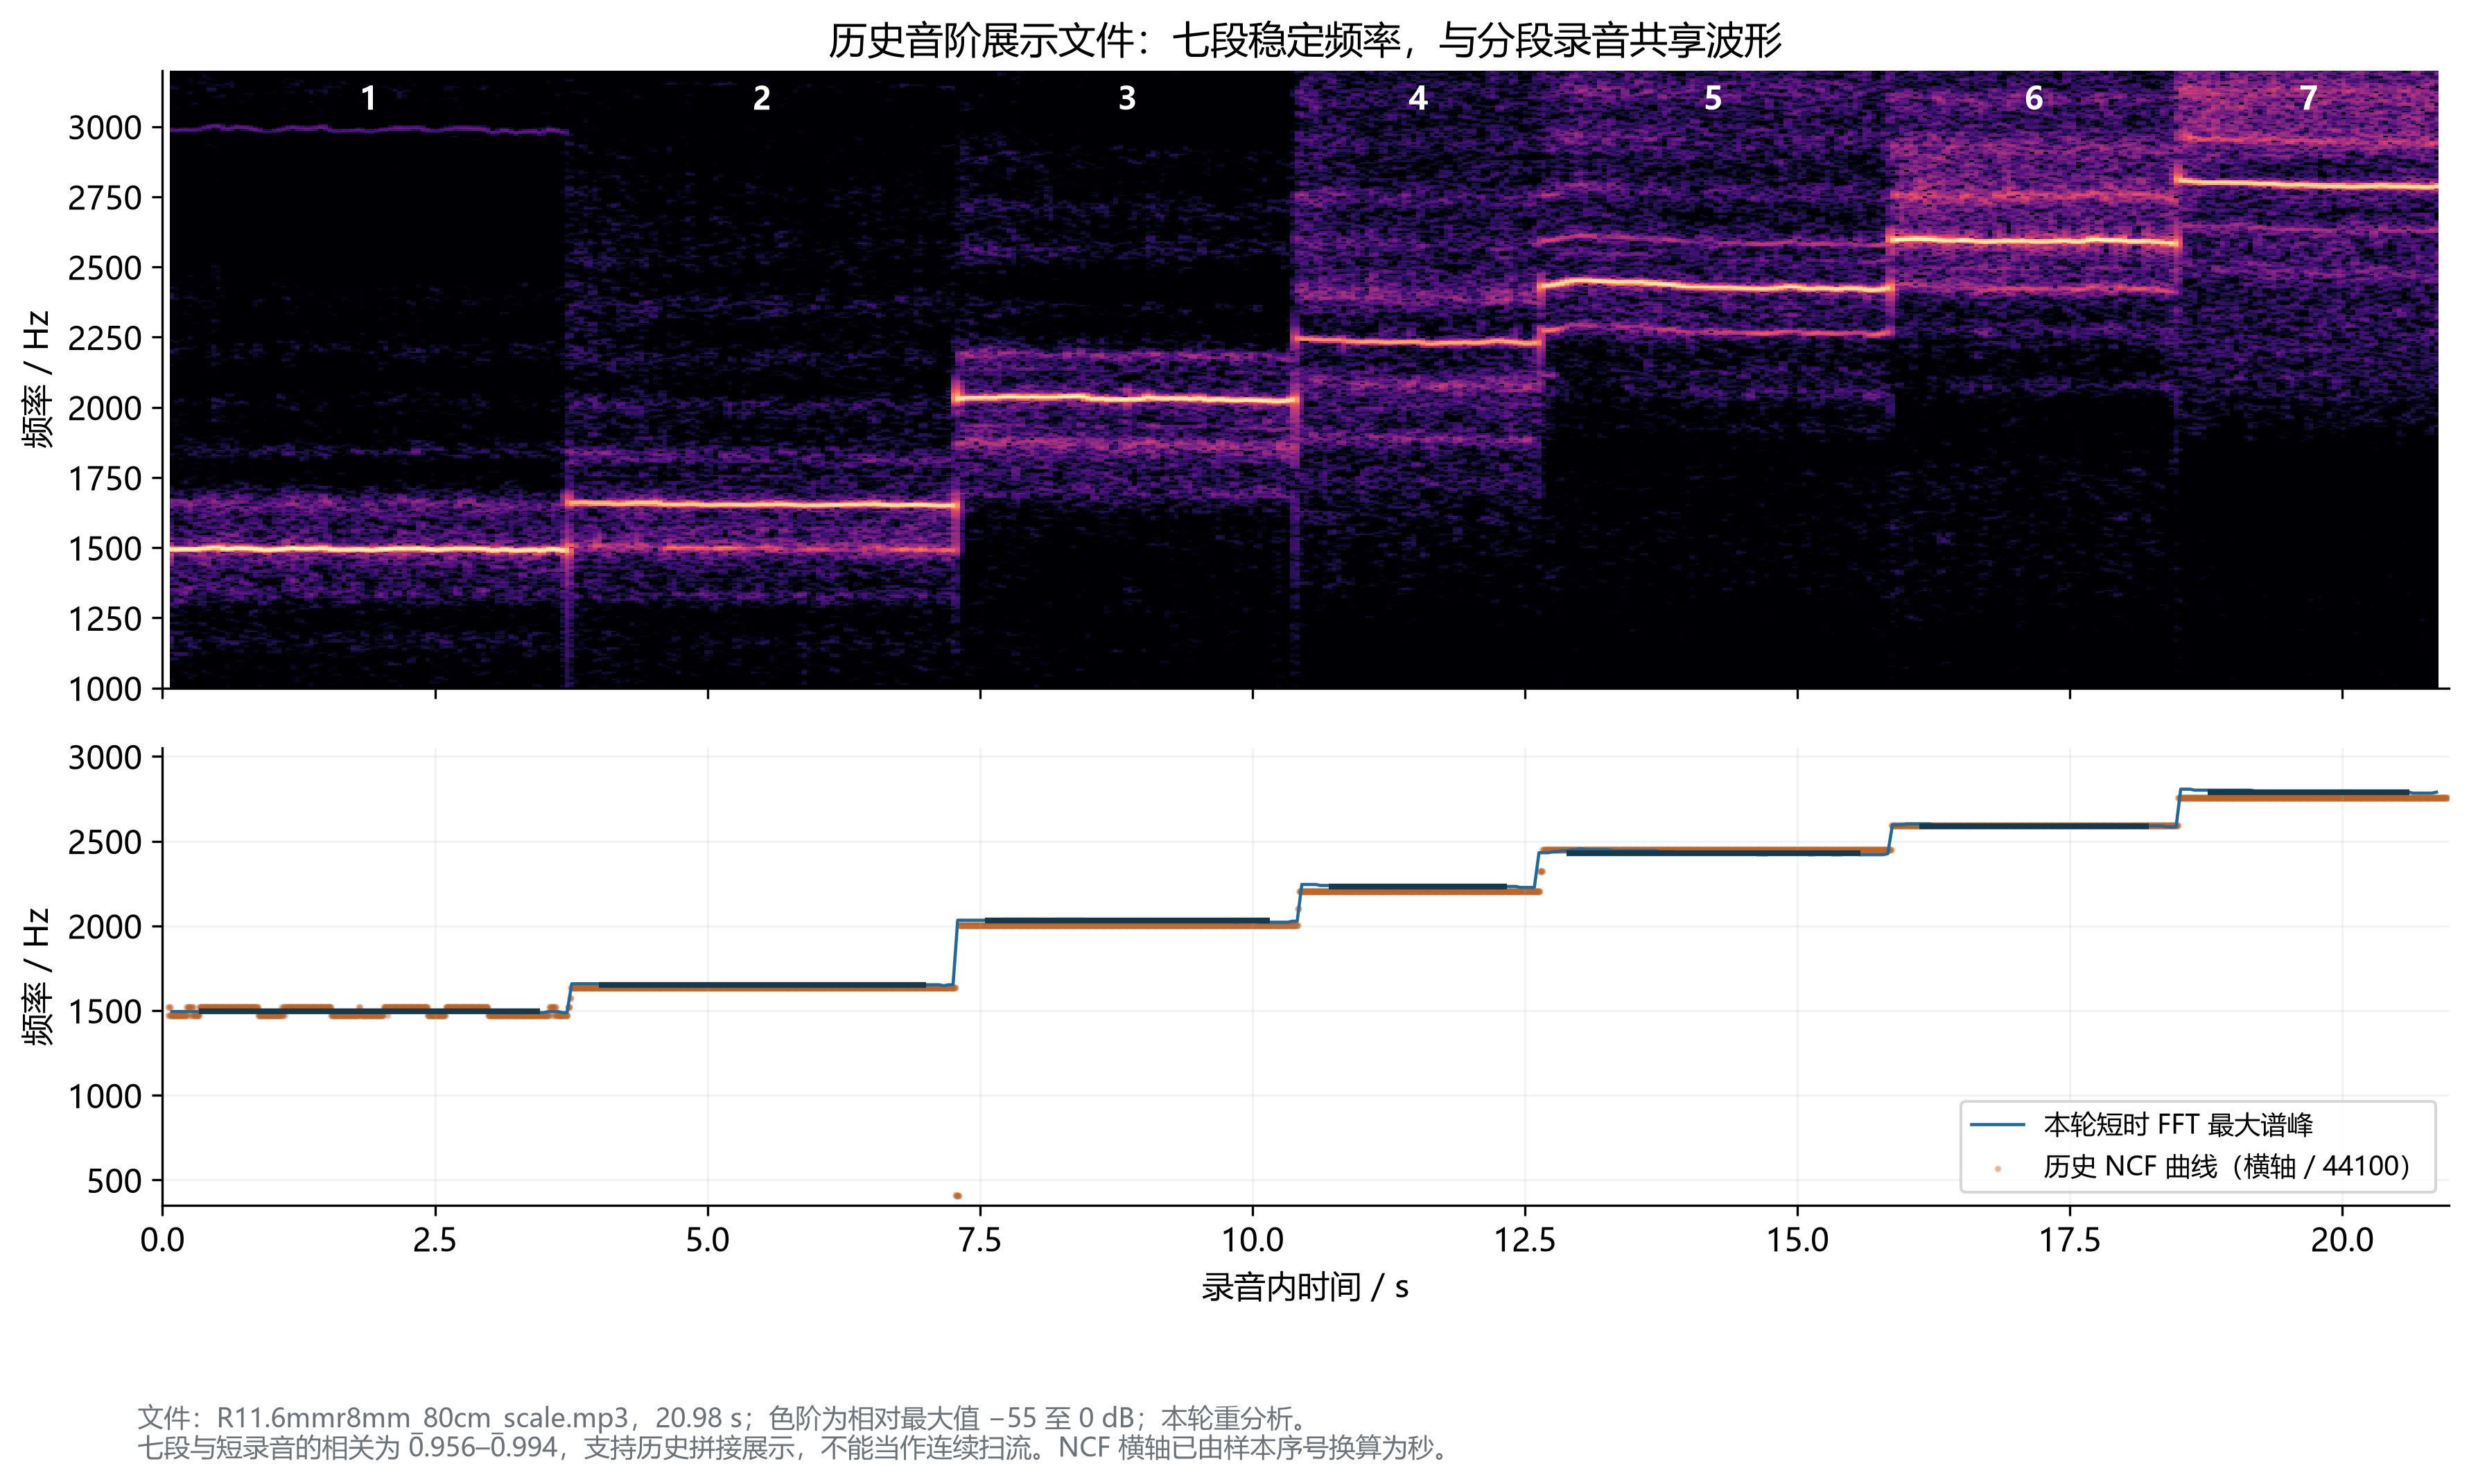 历史音阶展示文件：七段稳定频率，与分段录音共享波形
1 2 3 4 5 6 7
频率 / Hz
3000
2750
2500
2250
2000
1750
1500
1250
1000
频率 / Hz
3000
2500
2000
1500
1000
500
本轮短时 FFT 最大谱峰
历史 NCF 曲线（横轴 / 44100）
0.0 2.5 5.0 7.5 10.0 12.5 15.0 17.5 20.0
录音内时间 / s
文件：R11.6mmr8mm_80cm_scale.mp3，20.98 s；色阶为相对最大值 −55 至 0 dB；本轮重分析。
七段与短录音的相关为 0.956–0.994，支持历史拼接展示，不能当作连续扫流。NCF 横轴已由样本序号换算为秒。